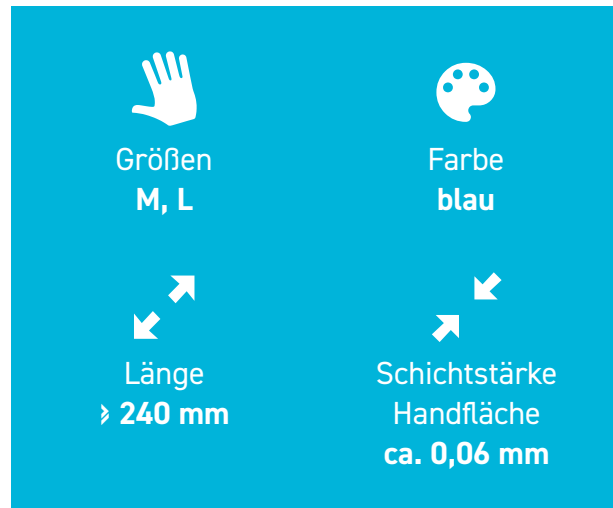 Größen
M, L
Farbe
blau
Länge
≥ 240 mm
Schichtstärke
Handfläche
ca. 0,06 mm